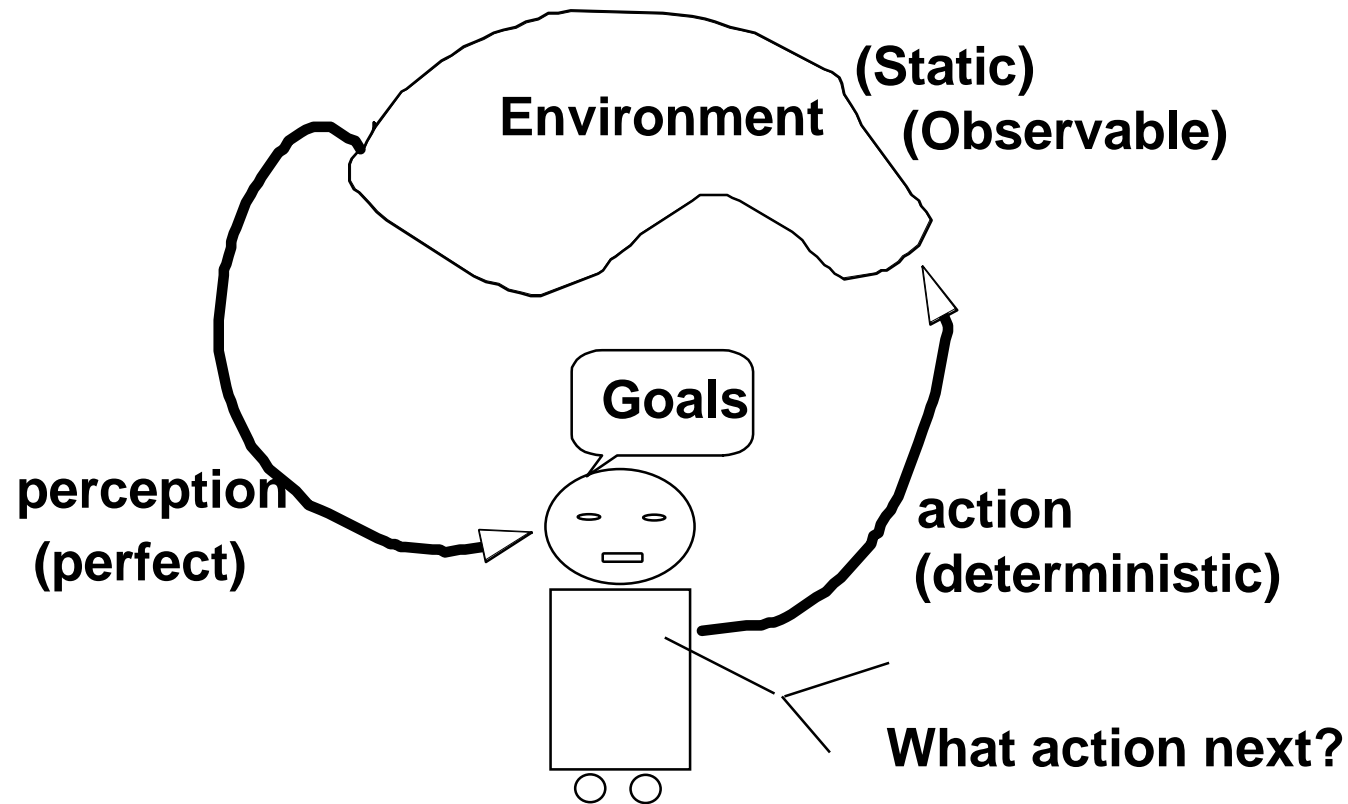 (Static)
Environment
(Observable)
Goals
perception
(perfect)
action
(deterministic)
What action next?